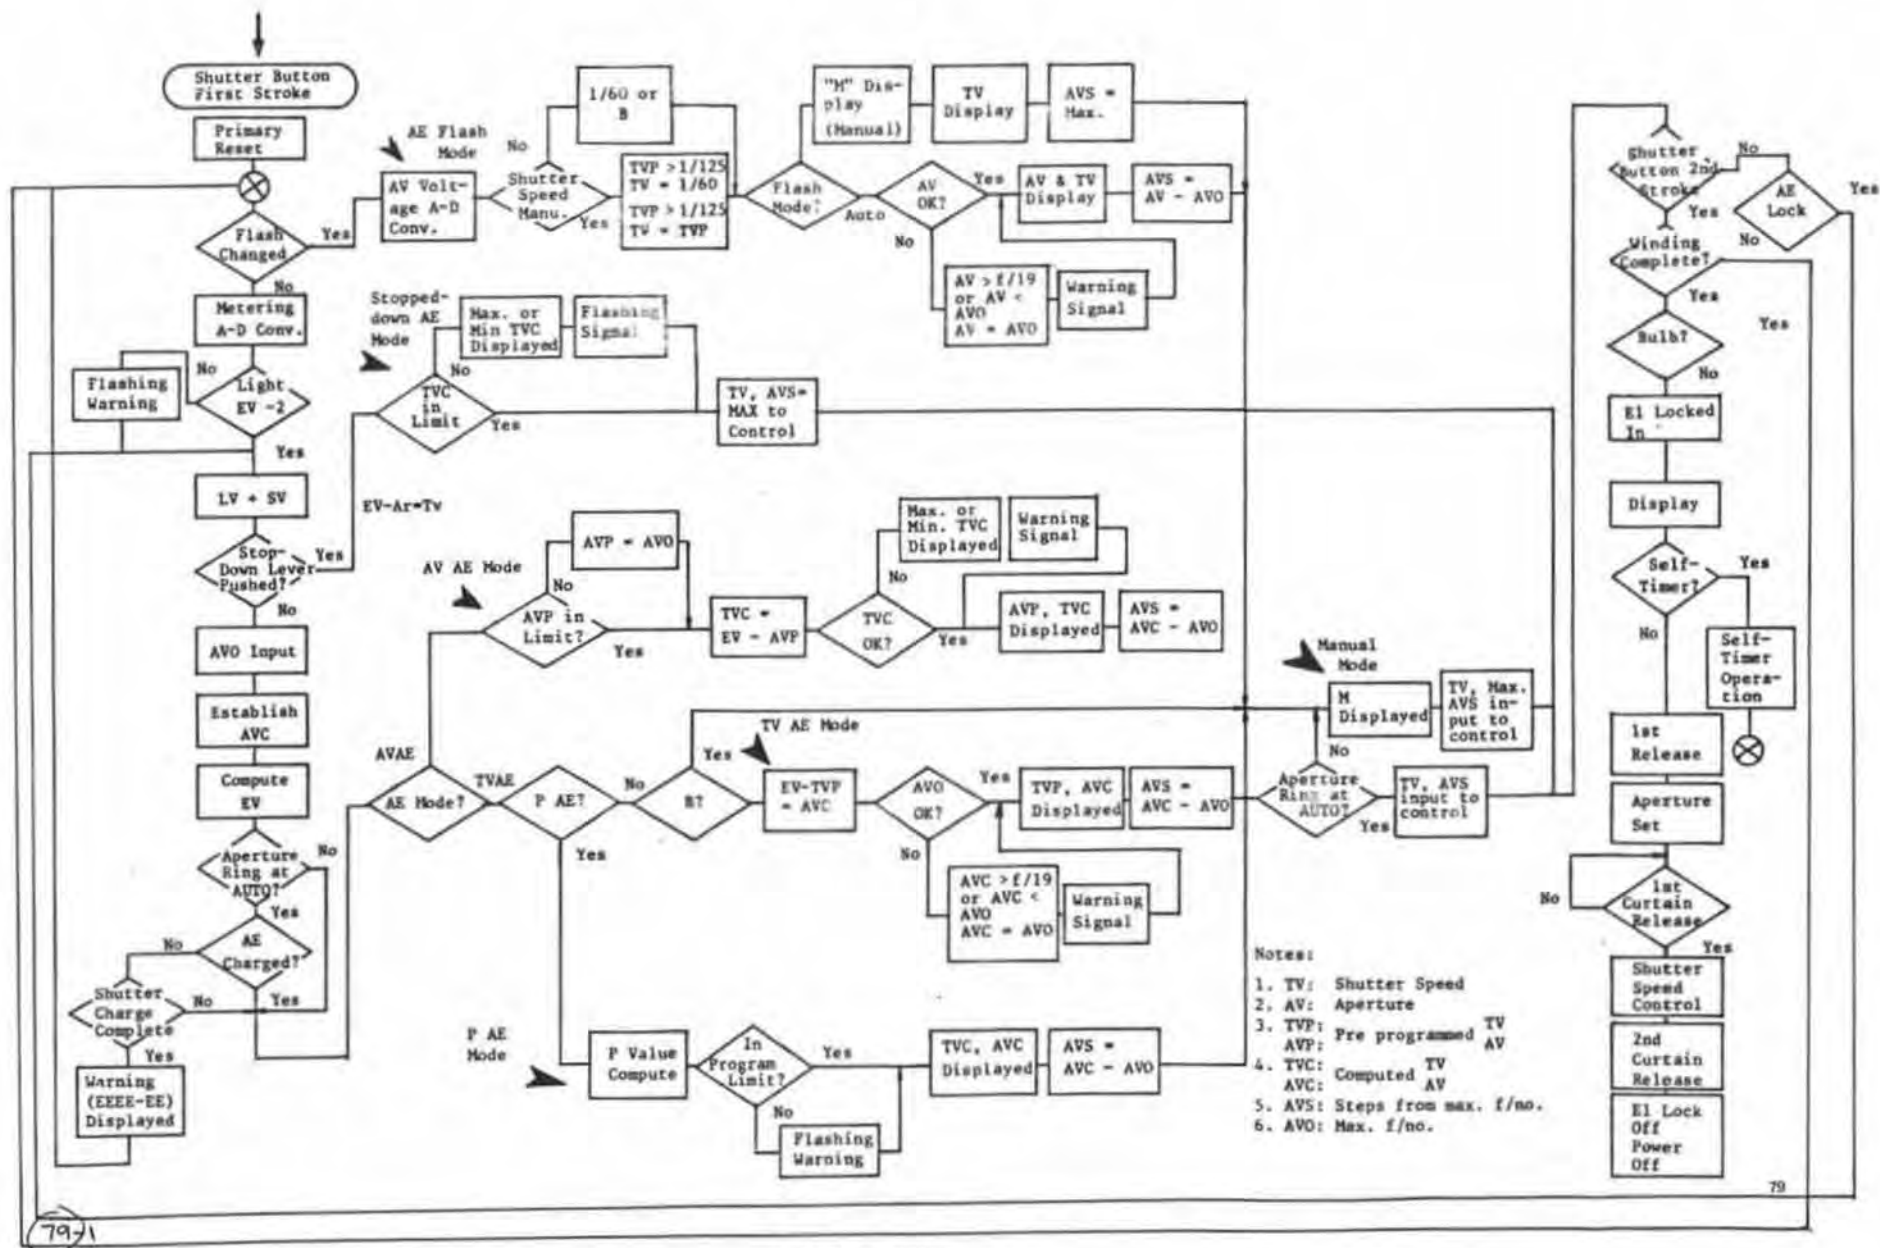 Shutter Button
First Stroke
Primary
Reset
Flash
Changed
Yes
No
Metering
A-D Conv.
No
Light
EV -2
Flashing
Warning
Yes
LV + SV
Stop-
Down Lever
Pushed?
Yes
No
AVO Input
Establish
AVC
Compute
EV
Aperture
Ring at
AUTO?
No
Yes
AE
Charged?
No
Yes
Shutter
Charge
Complete
No
Yes
Warning
(EEEE-EE)
Displayed
AE Flash
Mode
AV Volt-
age A-D
Conv.
No
Shutter
Speed
Manu.
Yes
1/60 or
B
TVP > 1/125
TV = 1/60
TVP > 1/125
TV = TVP
Flash
Mode?
Auto
"M" Dis-
play
(Manual)
TV
Display
AVS =
Max.
AV
OK?
Yes
No
AV & TV
Display
AVS =
AV - AVO
AV > f/19
or AV <
AVO
AV = AVO
Warning
Signal
Stopped-
down AE
Mode
Max. or
Min TVC
Displayed
Flashing
Signal
No
TVC
in
Limit
Yes
TV, AVS=
MAX to
Control
EV-Ar=Tv
AV AE Mode
AVP = AVO
No
AVP in
Limit?
Yes
TVC =
EV - AVP
TVC
OK?
No
Yes
Max. or
Min. TVC
Displayed
Warning
Signal
AVP, TVC
Displayed
AVS =
AVC - AVO
AVAE
AE Mode?
TVAE
P AE?
No
Yes
B?
Yes
TV AE Mode
EV-TVP
= AVC
AVO
OK?
Yes
No
TVP, AVC
Displayed
AVS =
AVC - AVO
AVC > f/19
or AVC <
AVO
AVC = AVO
Warning
Signal
P AE
Mode
P Value
Compute
In
Program
Limit?
Yes
No
Flashing
Warning
TVC, AVC
Displayed
AVS =
AVC - AVO
Manual
Mode
M
Displayed
TV, Max.
AVS in-
put to
control
No
Aperture
Ring at
AUTO?
Yes
TV, AVS
input to
control
Shutter
Button 2nd
Stroke
No
Yes
AE
Lock
Yes
No
Winding
Complete?
Yes
Yes
Bulb?
No
El Locked
In
Display
Self-
Timer?
Yes
No
Self-
Timer
Opera-
tion
1st
Release
Aperture
Set
1st
Curtain
Release
No
Yes
Shutter
Speed
Control
2nd
Curtain
Release
El Lock
Off
Power
Off
Notes:
1. TV: Shutter Speed
2. AV: Aperture
3. TVP: Pre programmed TV
AVP: AV
4. TVC: Computed TV
AVC: AV
5. AVS: Steps from max. f/no.
6. AVO: Max. f/no.
79
79-1